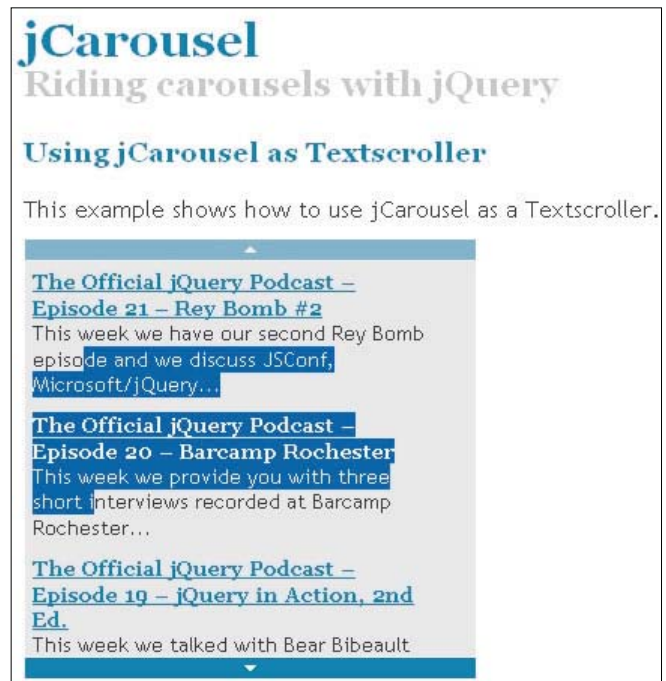 jCarousel
Riding carousels with jQuery
Using jCarousel as Textscroller
This example shows how to use jCarousel as a Textscroller.
The Official jQuery Podcast –
Episode 21 – Rey Bomb #2
This week we have our second Rey Bomb
episode and we discuss JSConf,
Microsoft/jQuery...
The Official jQuery Podcast –
Episode 20 – Barcamp Rochester
This week we provide you with three
short interviews recorded at Barcamp
Rochester...
The Official jQuery Podcast –
Episode 19 – jQuery in Action, 2nd
Ed.
This week we talked with Bear Bibeault